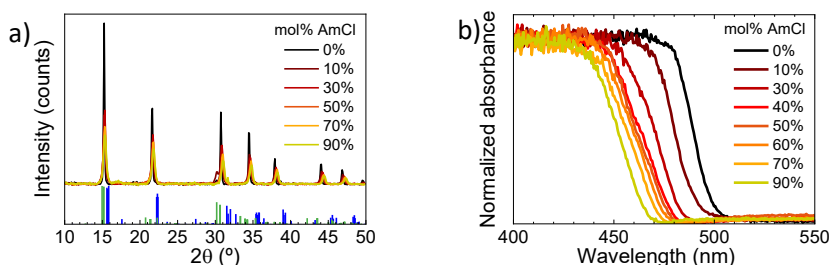 a)
Intensity (counts)
mol% AmCl
0%
10%
30%
50%
70%
90%
10 15 20 25 30 35 40 45 50
2θ (º)
b)
Normalized absorbance
mol% AmCl
0%
10%
30%
40%
50%
60%
70%
90%
400 450 500 550
Wavelength (nm)